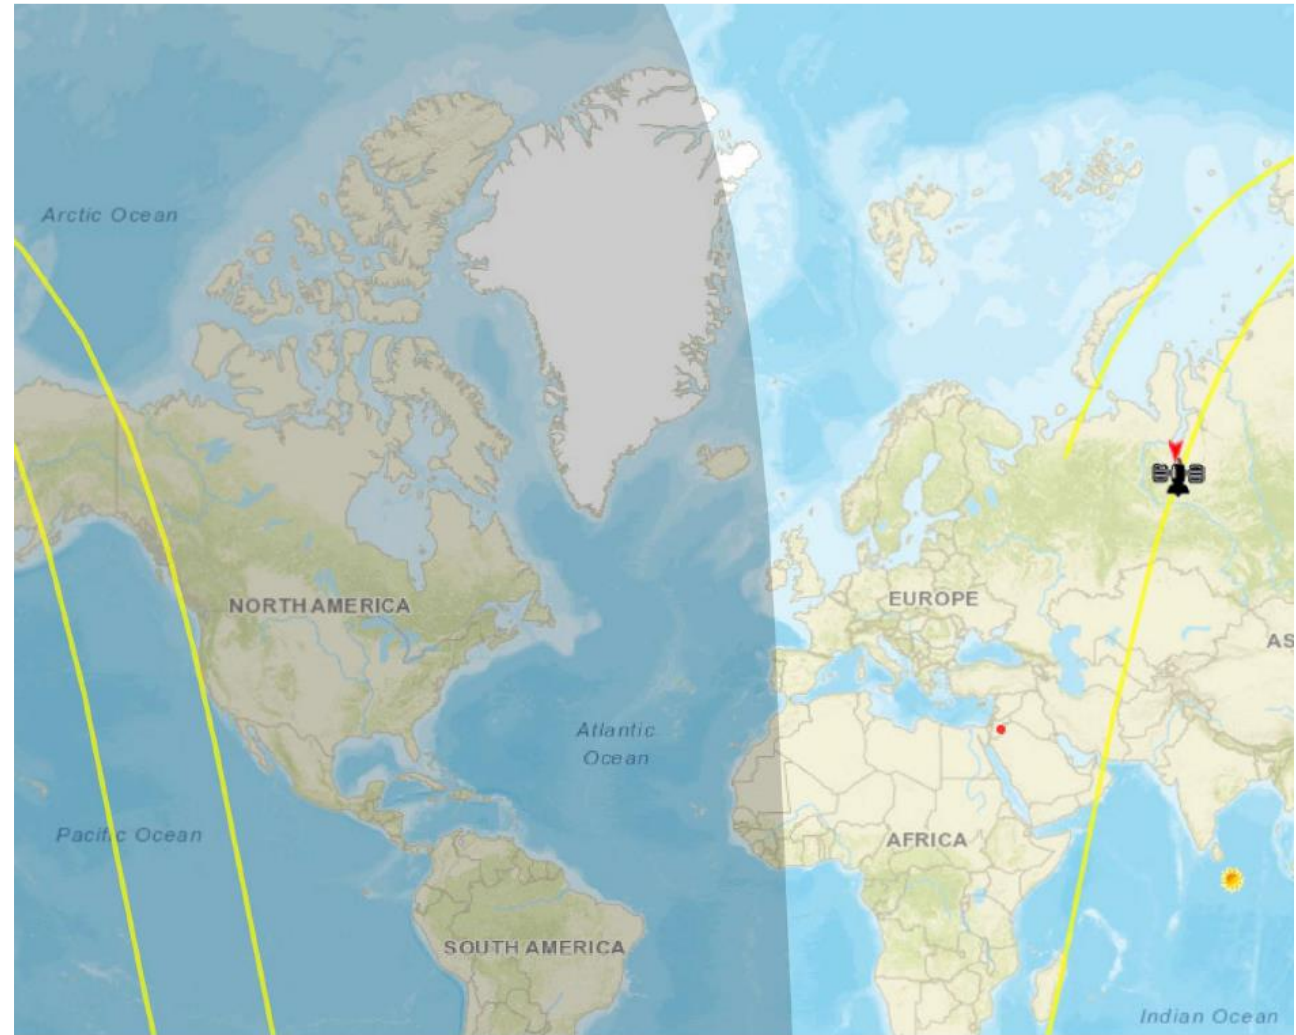 Arctic Ocean
NORTH AMERICA
EUROPE
AS
Atlantic
Ocean
Pacific Ocean
AFRICA
SOUTH AMERICA
Indian Ocean